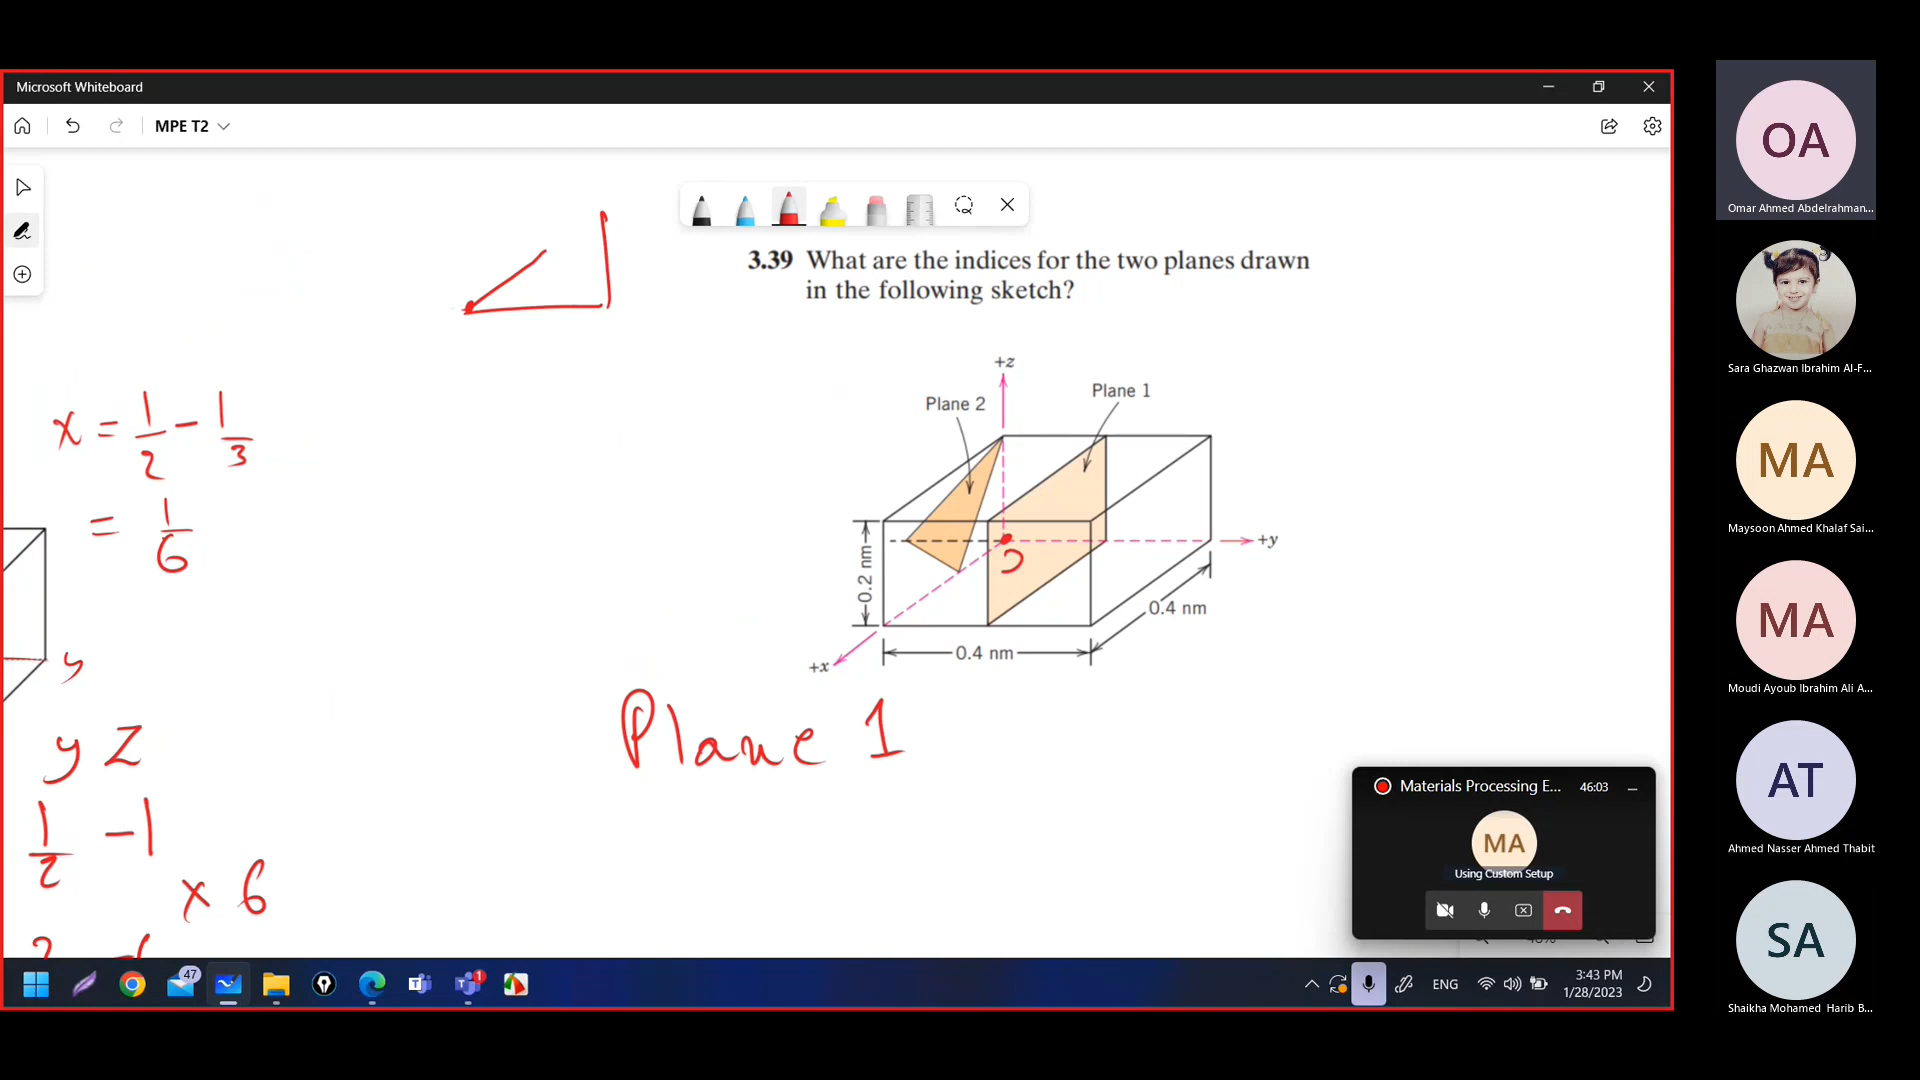 Microsoft Whiteboard
MPE T2
3.39 What are the indices for the two planes drawn
in the following sketch?
+z
Plane 2
Plane 1
x = 1/2 - 1/3
= 1/6
0.2 nm
O
+y
0.4 nm
0.4 nm
+x
y
y z
1/2 -1
x 6
Plane 1
Materials Processing E... 46:03
MA
Using Custom Setup
OA
Omar Ahmed Abdelrahman...
Sara Ghazwan Ibrahim Al-F...
MA
Maysoon Ahmed Khalaf Sai...
MA
Moudi Ayoub Ibrahim Ali A...
AT
Ahmed Nasser Ahmed Thabit
SA
Shaikha Mohamed Harib B...
47
1
ENG
3:43 PM
1/28/2023